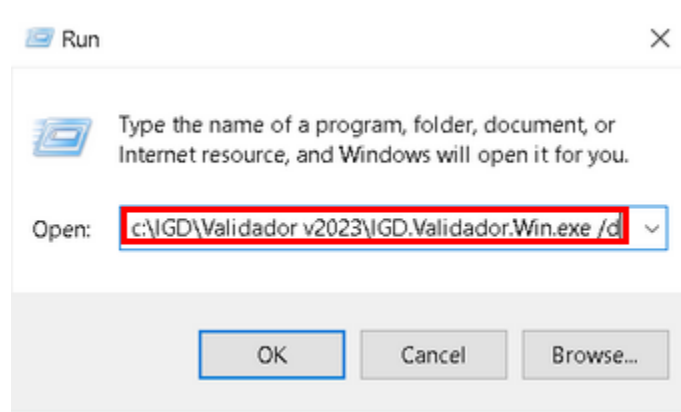 Run
Type the name of a program, folder, document, or
Internet resource, and Windows will open it for you.
Open: c:\IGD\Validador v2023\IGD.Validador.Win.exe /d
OK Cancel Browse...